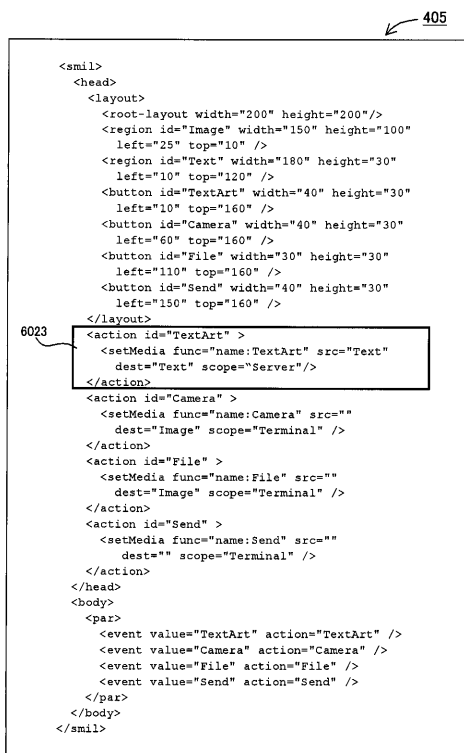 405
<smil>
<head>
<layout>
<root-layout width="200" height="200"/>
<region id="Image" width="150" height="100"
left="25" top="10" />
<region id="Text" width="180" height="30"
left="10" top="120" />
<button id="TextArt" width="40" height="30"
left="10" top="160" />
<button id="Camera" width="40" height="30"
left="60" top="160" />
<button id="File" width="30" height="30"
left="110" top="160" />
<button id="Send" width="40" height="30"
left="150" top="160" />
</layout>
6023
<action id="TextArt" >
<setMedia func="name:TextArt" src="Text"
dest="Text" scope=“Server"/>
</action>
<action id="Camera" >
<setMedia func="name:Camera" src=""
dest="Image" scope="Terminal" />
</action>
<action id="File" >
<setMedia func="name:File" src=""
dest="Image" scope="Terminal" />
</action>
<action id="Send" >
<setMedia func="name:Send" src=""
dest="" scope="Terminal" />
</action>
</head>
<body>
<par>
<event value="TextArt" action="TextArt" />
<event value="Camera" action="Camera" />
<event value="File" action="File" />
<event value="Send" action="Send" />
</par>
</body>
</smil>